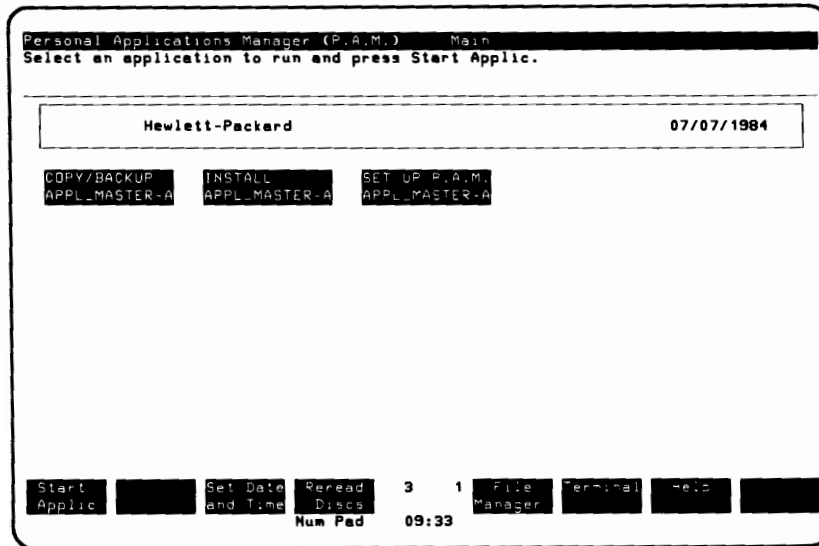 Personal Applications Manager (P.A.M.) Main
Select an application to run and press Start Applic.
Hewlett-Packard 07/07/1984
COPY/BACKUP INSTALL SET UP P.A.M.
APPL_MASTER-A APPL_MASTER-A APPL_MASTER-A
Start Set Date Reread 3 1 File Terminal Help
Applic and Time Discs Manager
Num Pad 09:33